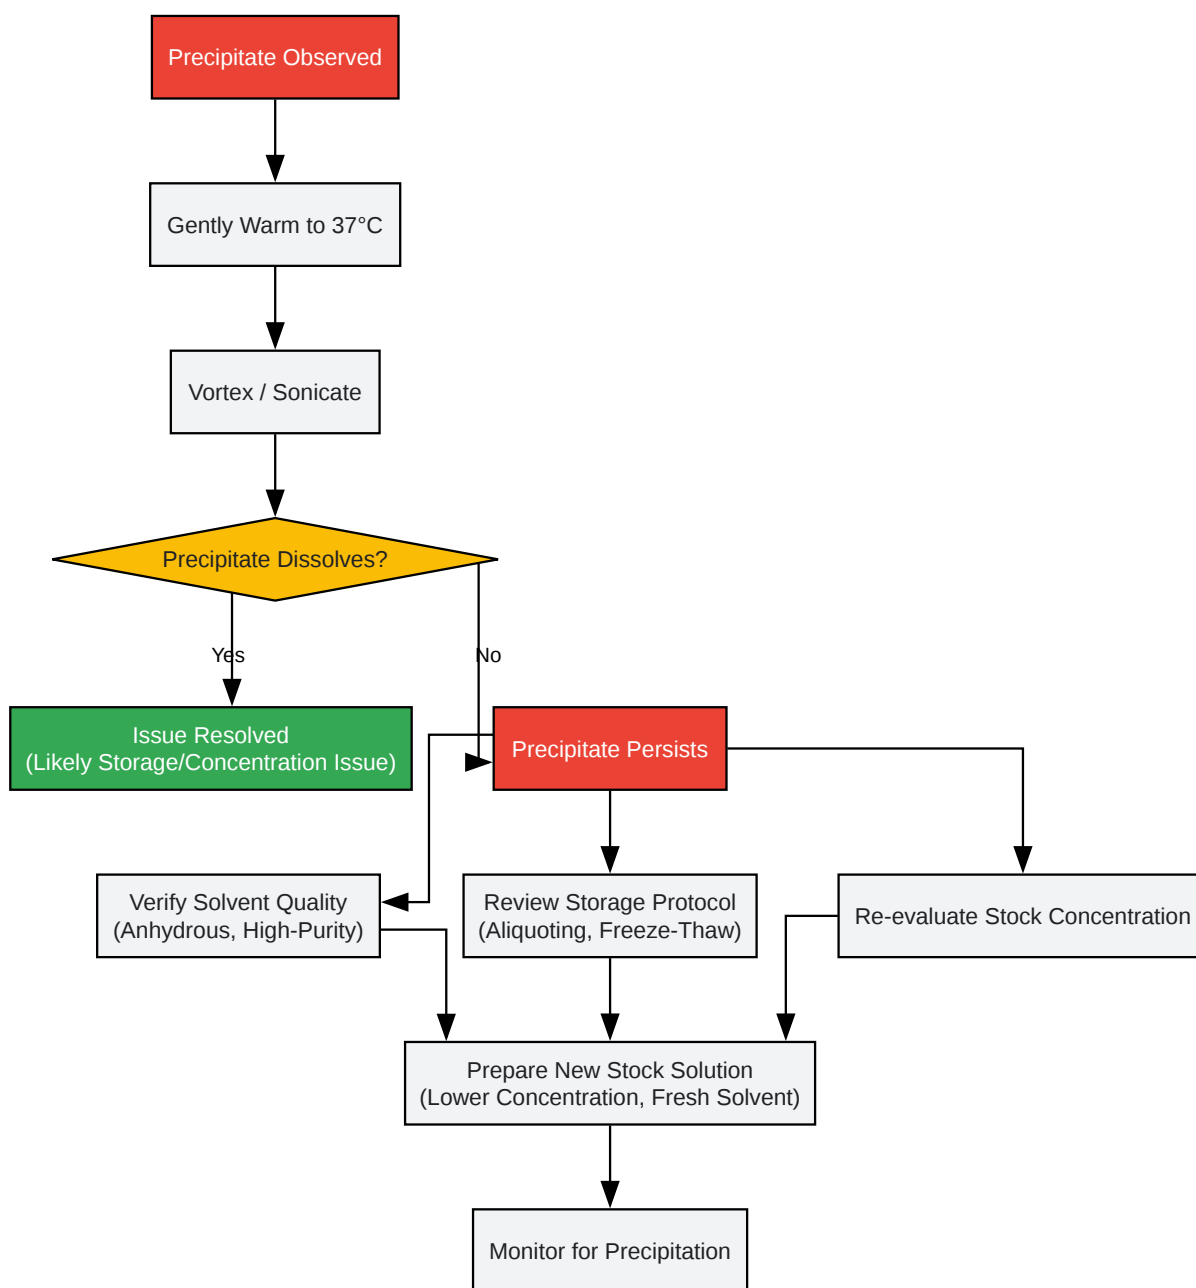 Precipitate Observed
Gently Warm to 37°C
Vortex / Sonicate
Precipitate Dissolves?
Yes
No
Issue Resolved
(Likely Storage/Concentration Issue)
Precipitate Persists
Verify Solvent Quality
(Anhydrous, High-Purity)
Review Storage Protocol
(Aliquoting, Freeze-Thaw)
Re-evaluate Stock Concentration
Prepare New Stock Solution
(Lower Concentration, Fresh Solvent)
Monitor for Precipitation